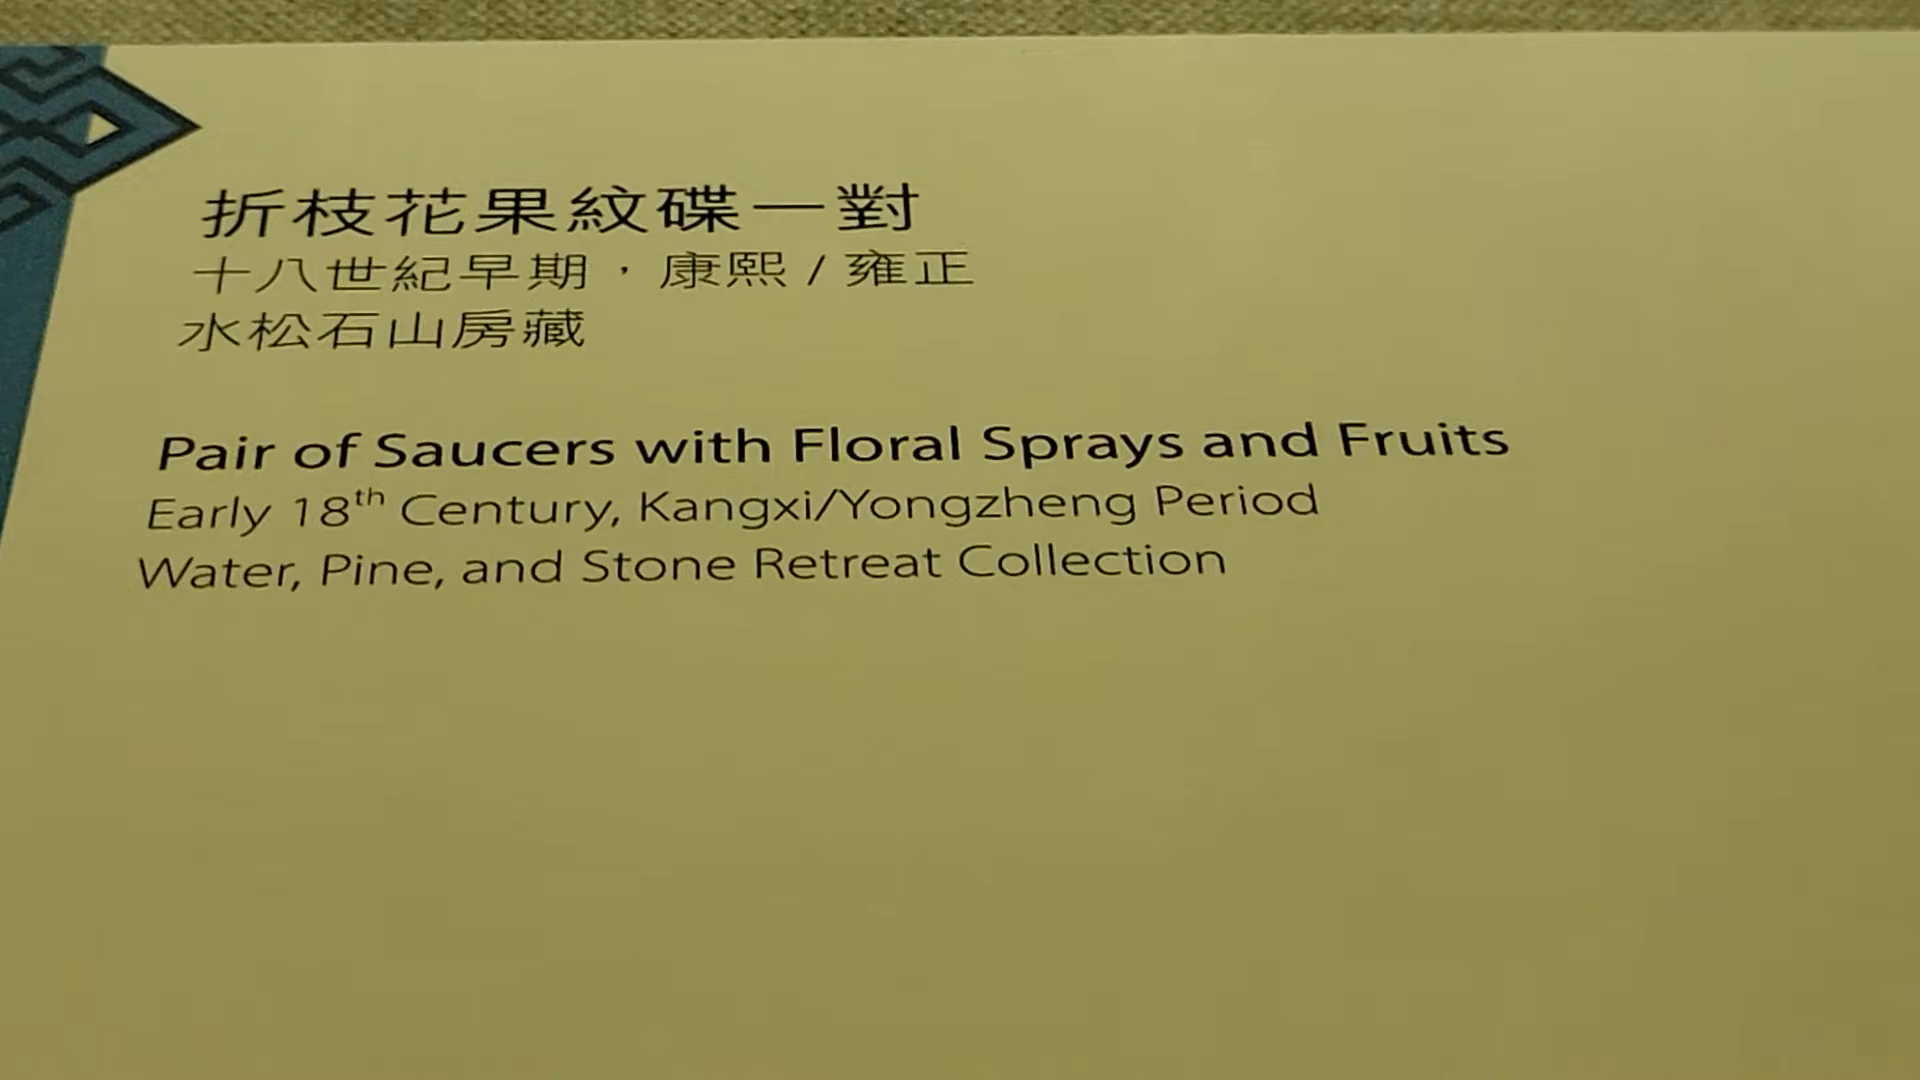 折枝花果紋碟一對
十八世紀早期，康熙 / 雍正
水松石山房藏
Pair of Saucers with Floral Sprays and Fruits
Early 18th Century, Kangxi/Yongzheng Period
Water, Pine, and Stone Retreat Collection